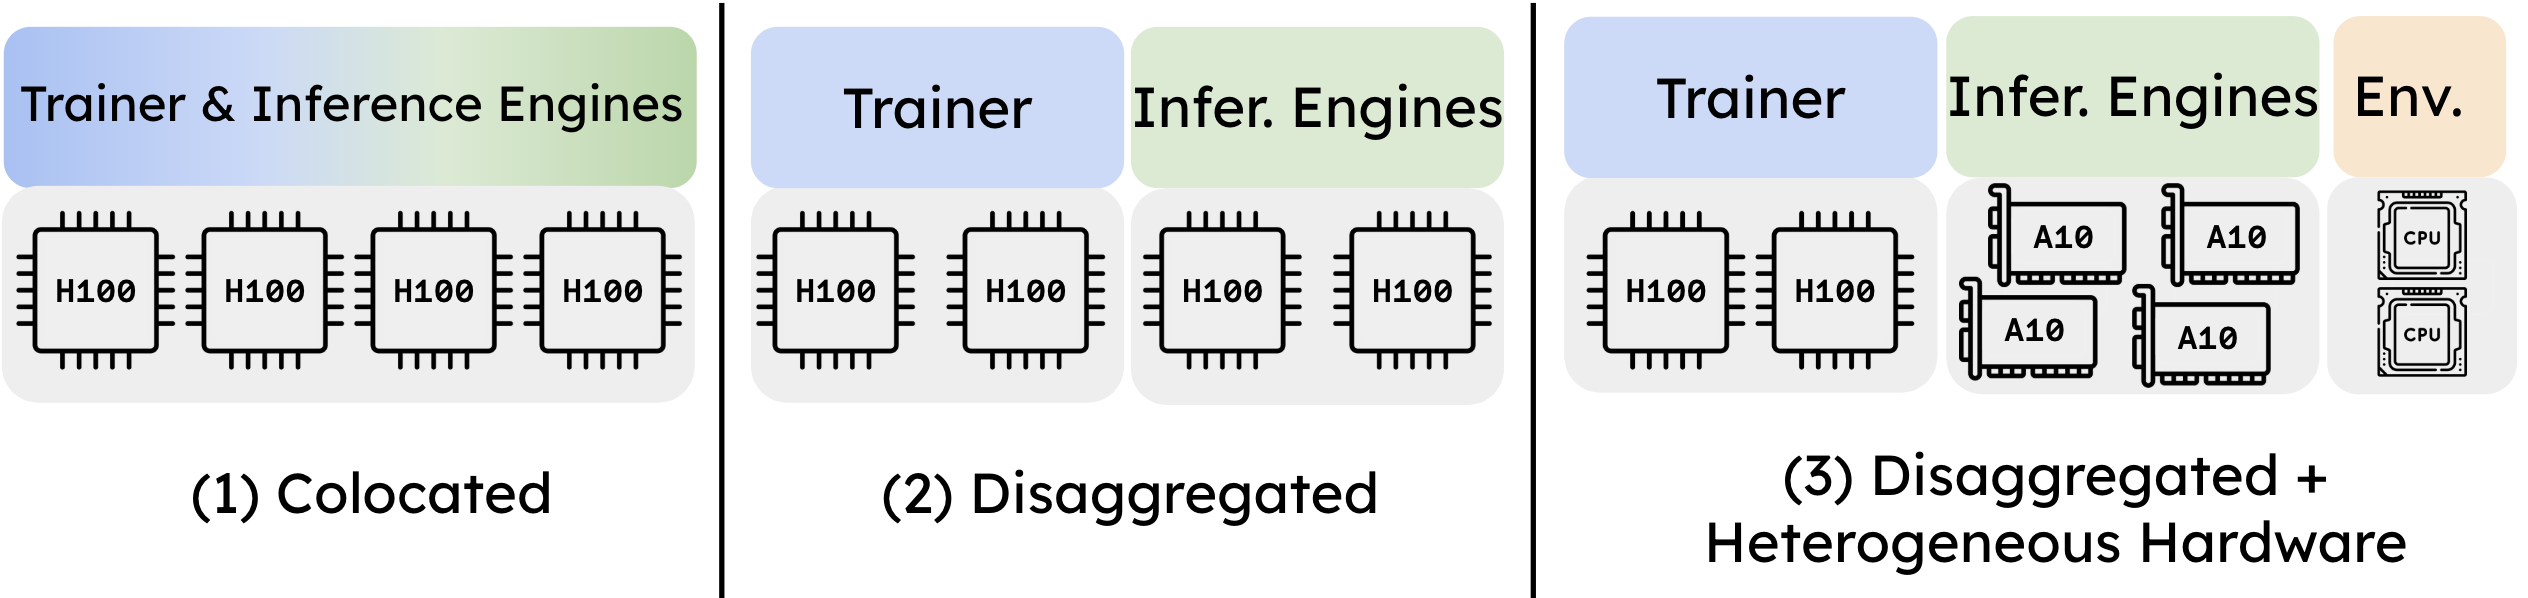 Trainer & Inference Engines
H100 H100 H100 H100
(1) Colocated
Trainer Infer. Engines
H100 H100 H100 H100
(2) Disaggregated
Trainer Infer. Engines Env.
H100 H100
A10 A10
A10 A10
CPU
CPU
(3) Disaggregated +
Heterogeneous Hardware